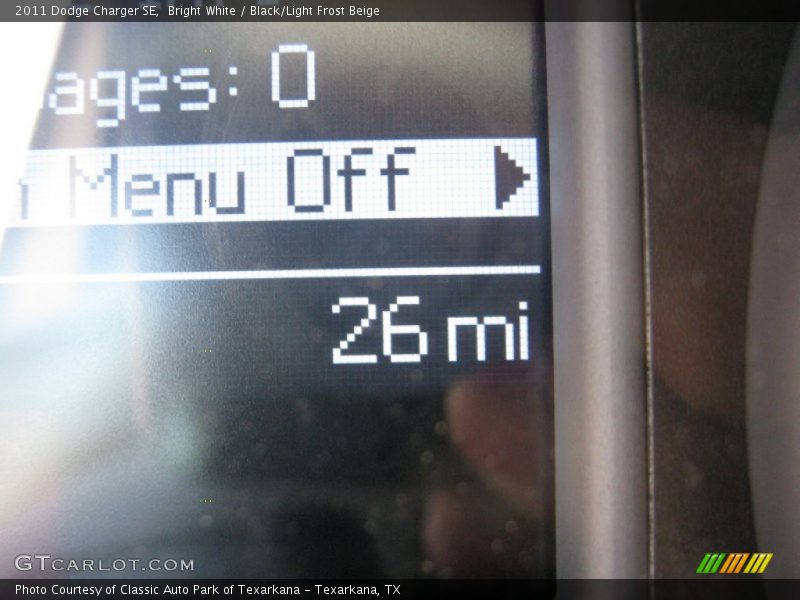 2011 Dodge Charger SE,  Bright White / Black/Light Frost Beige
ages: 0
Menu Off
26 mi
GTCARLOT.COM
Photo Courtesy of Classic Auto Park of Texarkana – Texarkana, TX